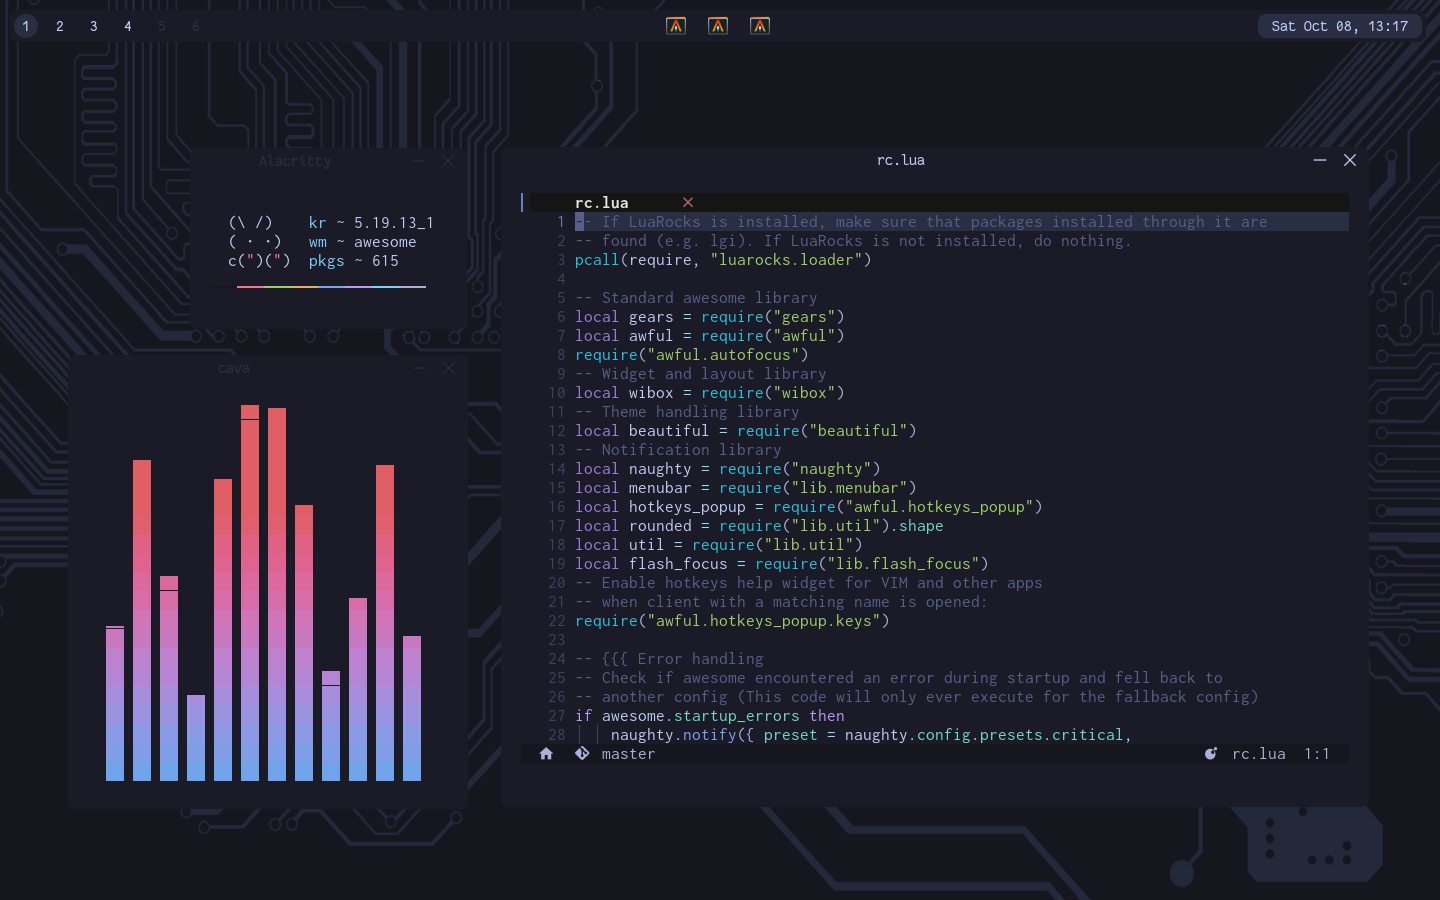 1 2 3 4 5 6
Sat Oct 08, 13:17
Alacritty
(\ /) kr ~ 5.19.13_1
( · ·) wm ~ awesome
c(")(") pkgs ~ 615
cava
rc.lua
rc.lua
1 -- If LuaRocks is installed, make sure that packages installed through it are
2 -- found (e.g. lgi). If LuaRocks is not installed, do nothing.
3 pcall(require, "luarocks.loader")
4
5 -- Standard awesome library
6 local gears = require("gears")
7 local awful = require("awful")
8 require("awful.autofocus")
9 -- Widget and layout library
10 local wibox = require("wibox")
11 -- Theme handling library
12 local beautiful = require("beautiful")
13 -- Notification library
14 local naughty = require("naughty")
15 local menubar = require("lib.menubar")
16 local hotkeys_popup = require("awful.hotkeys_popup")
17 local rounded = require("lib.util").shape
18 local util = require("lib.util")
19 local flash_focus = require("lib.flash_focus")
20 -- Enable hotkeys help widget for VIM and other apps
21 -- when client with a matching name is opened:
22 require("awful.hotkeys_popup.keys")
23
24 -- {{{ Error handling
25 -- Check if awesome encountered an error during startup and fell back to
26 -- another config (This code will only ever execute for the fallback config)
27 if awesome.startup_errors then
28 naughty.notify({ preset = naughty.config.presets.critical,
master rc.lua 1:1